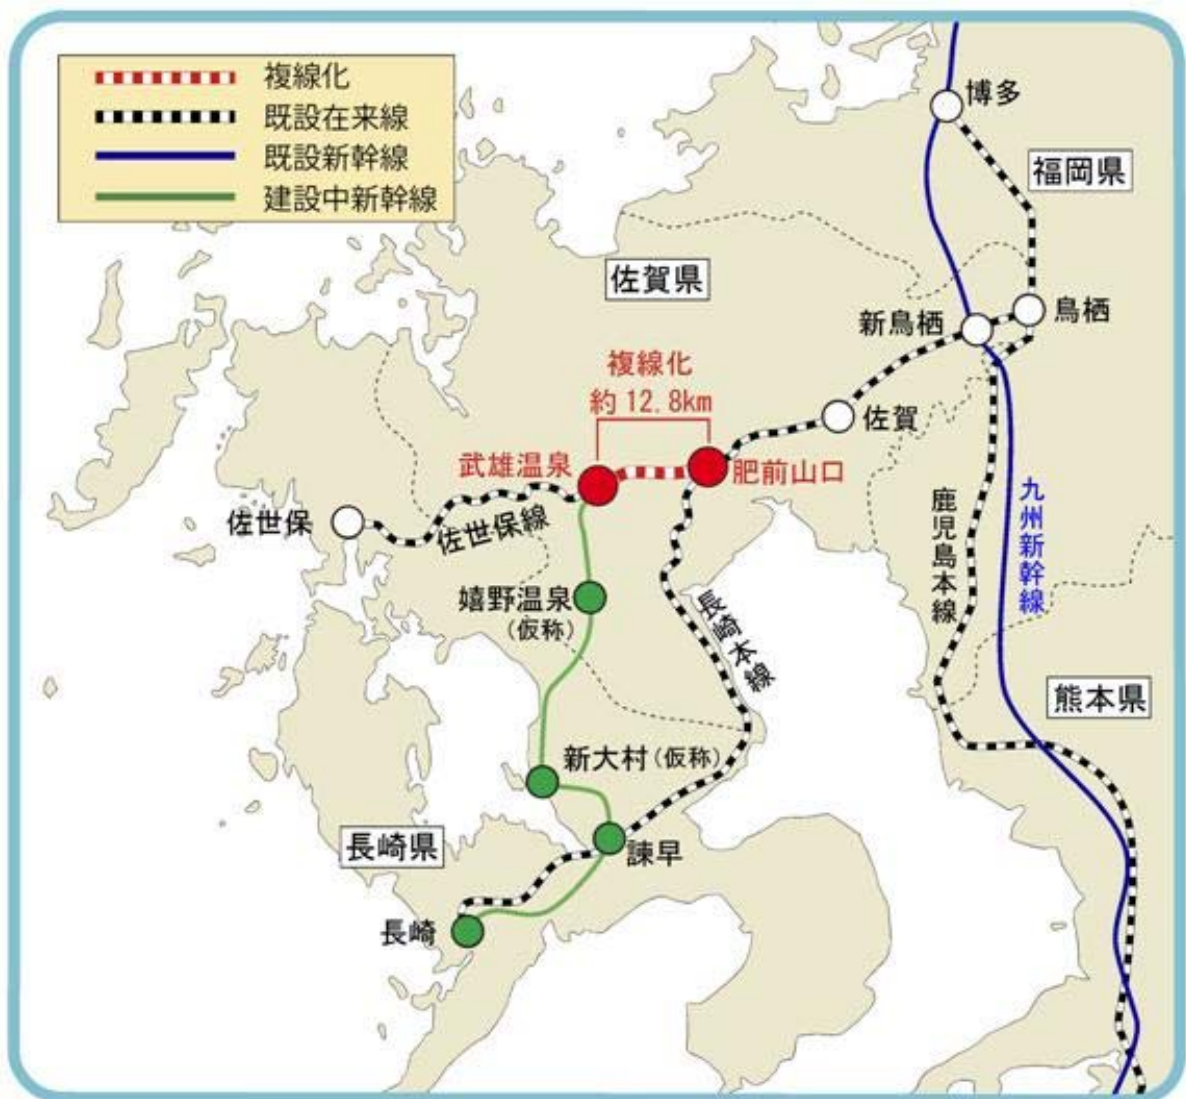 複線化
既設在来線
既設新幹線
建設中新幹線
博多
福岡県
佐賀県
新鳥栖
鳥栖
複線化
約12.8km
佐賀
武雄温泉
肥前山口
佐世保
佐世保線
鹿児島本線
九州新幹線
嬉野温泉
(仮称)
長崎本線
熊本県
新大村(仮称)
長崎県
諫早
長崎